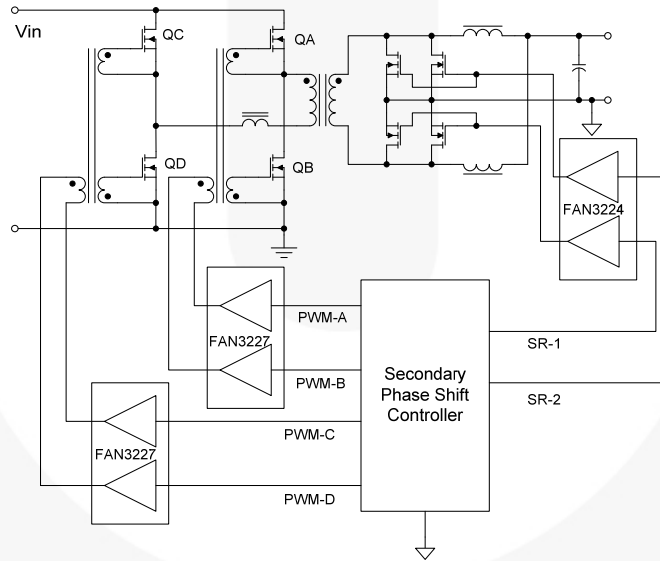 Vin
QC
QA
QD
QB
FAN3224
PWM-A
FAN3227
PWM-B
SR-1
Secondary
Phase Shift
Controller
SR-2
PWM-C
FAN3227
PWM-D